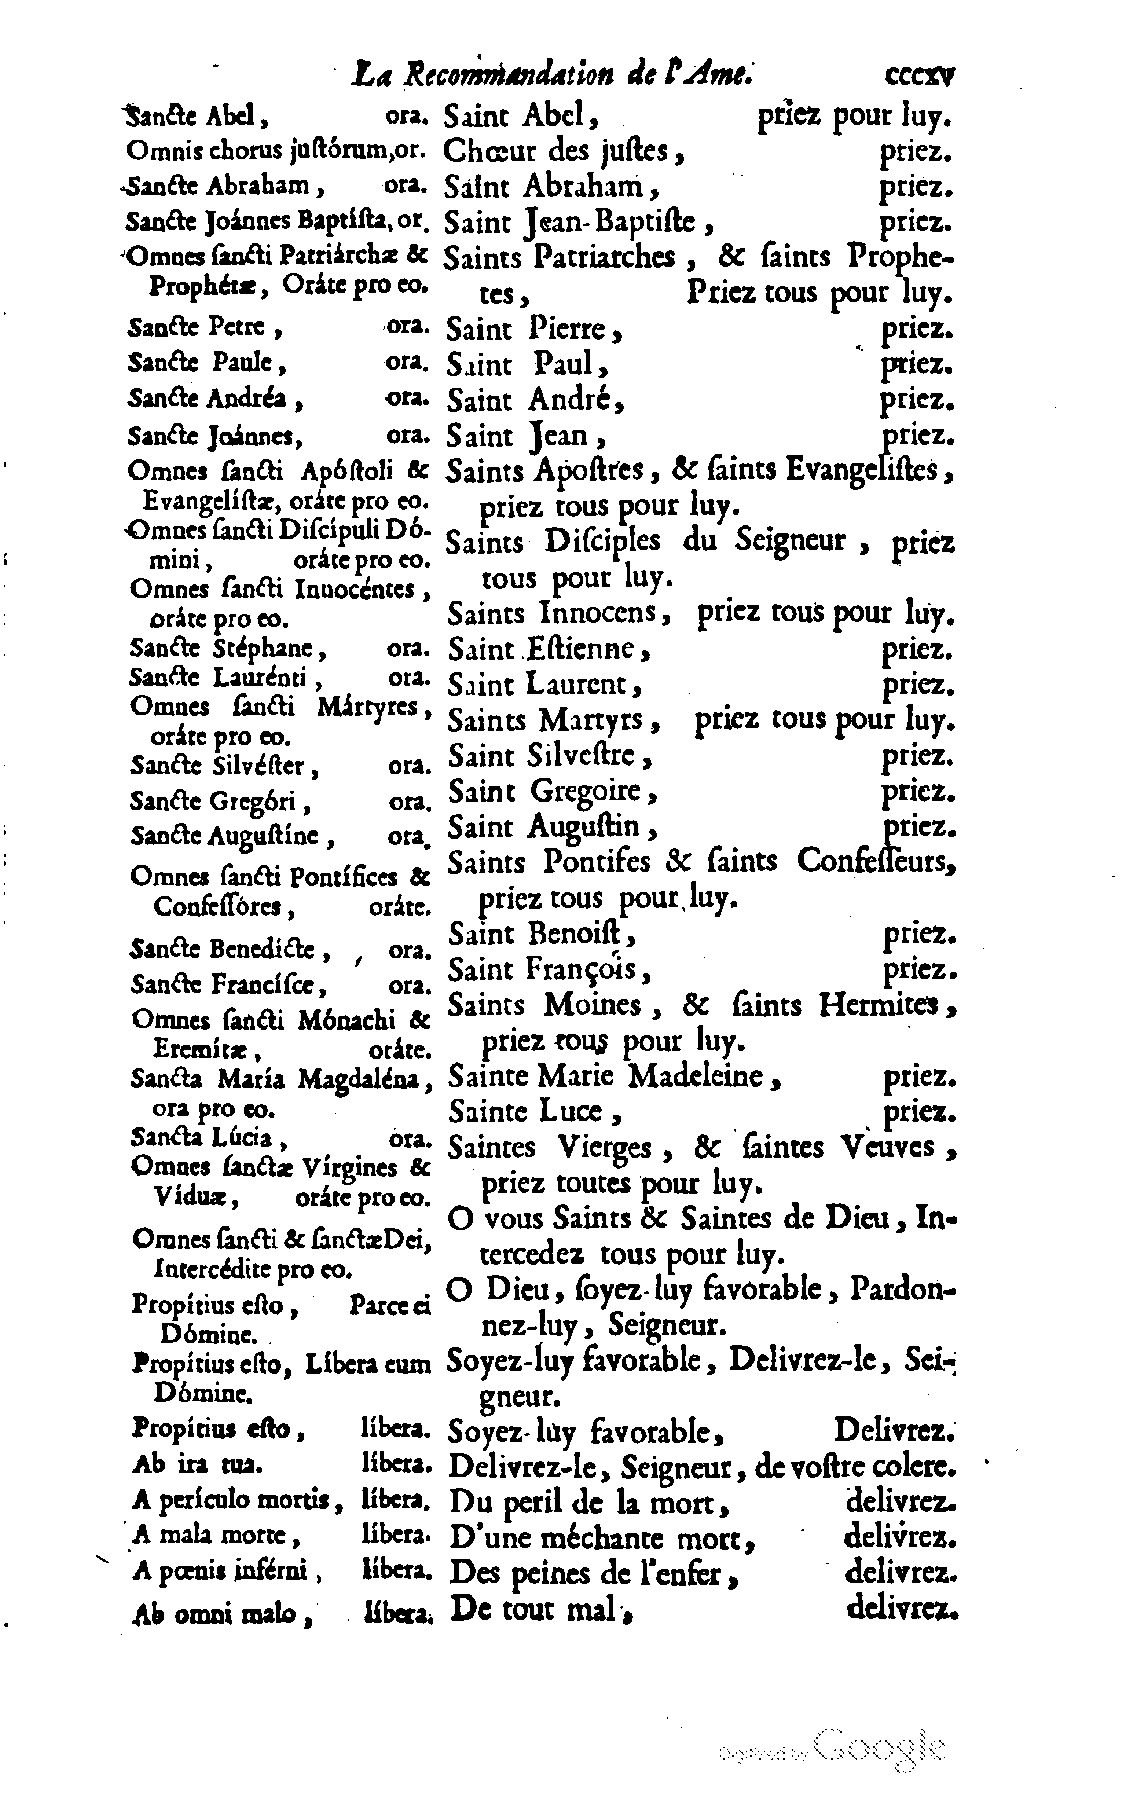 La Recommandation de l'Ame. cccxv
Sancte Abel, ora.
Omnis chorus juſtórum, or.
Sancte Abraham, ora.
Sancte Joánnes Baptíſta, or.
Omnes ſancti Patriárchæ &
Prophétæ, Oráte pro eo.
Sancte Petre, ora.
Sancte Paule, ora.
Sancte Andréa, ora.
Sancte Joánnes, ora.
Omnes ſancti Apóſtoli &
Evangelíſtæ, oráte pro eo.
Omnes ſancti Diſcípuli Dó-
mini, oráte pro eo.
Omnes ſancti Innocéntes,
oráte pro eo.
Sancte Stéphane, ora.
Sancte Laurénti, ora.
Omnes ſancti Mártyres,
oráte pro eo.
Sancte Silvéſter, ora.
Sancte Gregóri, ora.
Sancte Auguſtíne, ora.
Omnes ſancti Pontífices &
Confeſſóres, oráte.
Sancte Benedicte, ora.
Sancte Francíſce, ora.
Omnes ſancti Mónachi &
Eremítæ, oráte.
Sancta María Magdaléna,
ora pro eo.
Sancta Lúcia, ora.
Omnes ſanctæ Vírgines &
Víduæ, oráte pro eo.
Omnes ſancti & ſanctæ Dei,
Intercédite pro eo.
Propítius eſto, Parce ei
Dómine.
Propítius eſto, Líbera eum
Dómine.
Propítius eſto, líbera.
Ab ira tua. líbera.
A perículo mortis, líbera.
A mala morte, líbera.
A pœnis inférni, líbera.
Ab omni malo, líbera.
Saint Abel, priez pour luy.
Chœur des juſtes, priez.
Saint Abraham, priez.
Saint Jean-Baptiſte, priez.
Saints Patriarches, & ſaints Prophe-
tes, Priez tous pour luy.
Saint Pierre, priez.
Saint Paul, priez.
Saint André, priez.
Saint Jean, priez.
Saints Apoſtres, & ſaints Evangeliſtes,
priez tous pour luy.
Saints Diſciples du Seigneur, priez
tous pour luy.
Saints Innocens, priez tous pour luy.
Saint Eſtienne, priez.
Saint Laurent, priez.
Saints Martyrs, priez tous pour luy.
Saint Silveſtre, priez.
Saint Gregoire, priez.
Saint Auguſtin, priez.
Saints Pontifes & ſaints Confeſſeurs,
priez tous pour luy.
Saint Benoiſt, priez.
Saint François, priez.
Saints Moines, & ſaints Hermites,
priez tous pour luy.
Sainte Marie Madeleine, priez.
Sainte Luce, priez.
Saintes Vierges, & ſaintes Veuves,
priez toutes pour luy.
O vous Saints & Saintes de Dieu, In-
tercedez tous pour luy.
O Dieu, ſoyez-luy favorable, Pardon-
nez-luy, Seigneur.
Soyez-luy favorable, Delivrez-le, Sei-
gneur.
Soyez-luy favorable, Delivrez.
Delivrez-le, Seigneur, de voſtre colere.
Du peril de la mort, delivrez.
D'une méchante mort, delivrez.
Des peines de l'enfer, delivrez.
De tout mal, delivrez.
Digitized by Google